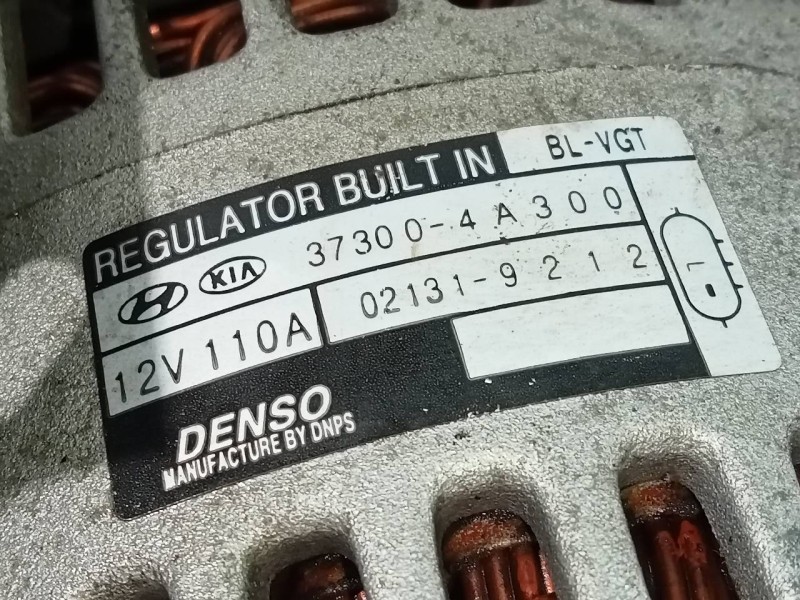 REGULATOR BUILT IN BL-VGT
KIA 37300-4A300
12V 110A 02131-9212
L
DENSO
MANUFACTURE BY DNPS